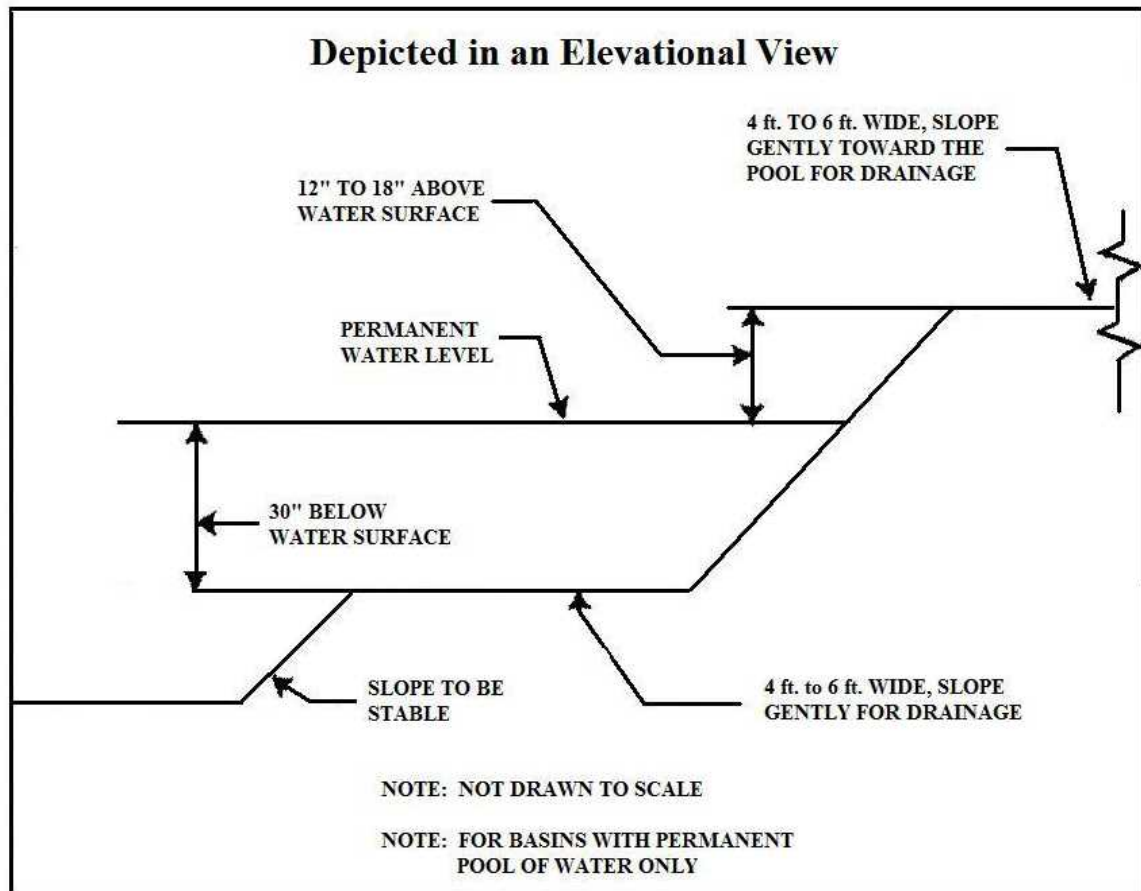 Depicted in an Elevational View
4 ft. TO 6 ft. WIDE, SLOPE
GENTLY TOWARD THE
POOL FOR DRAINAGE
12" TO 18" ABOVE
WATER SURFACE
PERMANENT
WATER LEVEL
30" BELOW
WATER SURFACE
SLOPE TO BE
STABLE
4 ft. to 6 ft. WIDE, SLOPE
GENTLY FOR DRAINAGE
NOTE: NOT DRAWN TO SCALE
NOTE: FOR BASINS WITH PERMANENT
POOL OF WATER ONLY